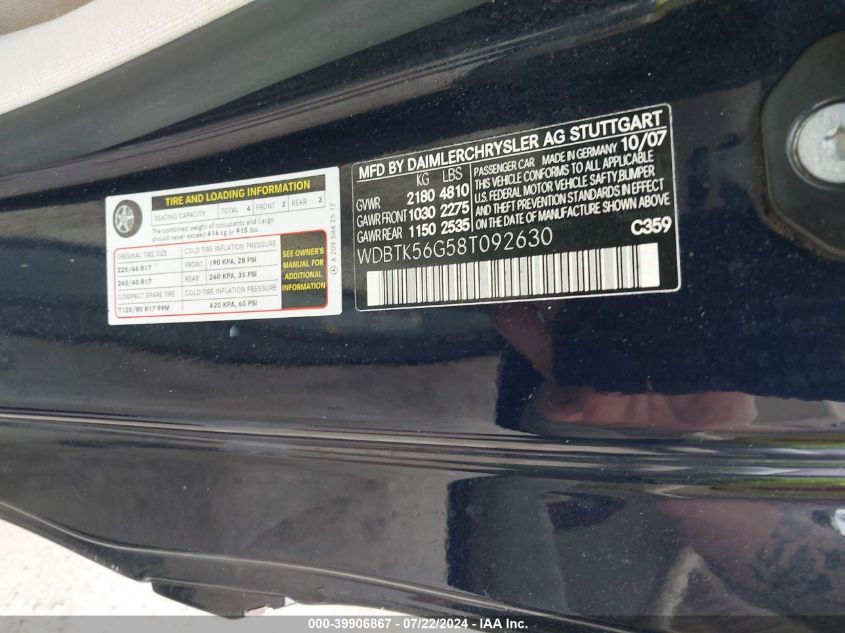 TIRE AND LOADING INFORMATION
SEATING CAPACITY TOTAL 4 FRONT 2 REAR 2
The combined weight of occupants and cargo
should never exceed 416 kg or 915 lbs.
ORIGINAL TIRE SIZE COLD TIRE INFLATION PRESSURE
225/45 R17 FRONT 190 KPA, 28 PSI
245/40 R17 REAR 240 KPA, 35 PSI
COMPACT SPARE TIRE COLD TIRE INFLATION PRESSURE
T125/80 R17 99M 420 KPA, 60 PSI
SEE OWNER'S
MANUAL FOR
ADDITIONAL
INFORMATION
A 209 584 25 17
MFD BY DAIMLERCHRYSLER AG STUTTGART
KG LBS
GVWR 2180 4810
GAWR FRONT 1030 2275
GAWR REAR 1150 2535
PASSENGER CAR MADE IN GERMANY 10/07
THIS VEHICLE CONFORMS TO ALL APPLICABLE
U.S. FEDERAL MOTOR VEHICLE SAFTY,BUMPER
AND THEFT PREVENTION STANDARDS IN EFFECT
ON THE DATE OF MANUFACTURE SHOWN ABOVE
WDBTK56G58T092630 C359
000-39906867 - 07/22/2024 - IAA Inc.